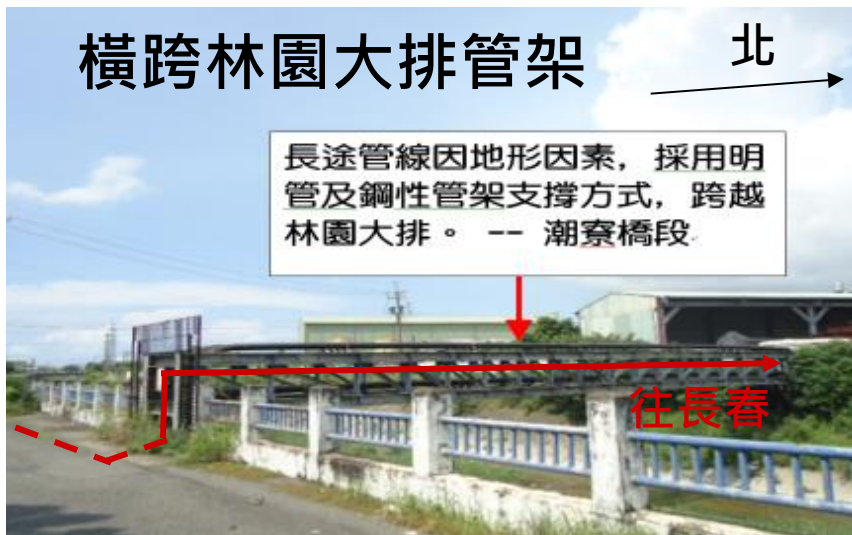 橫跨林園大排管架
北
長途管線因地形因素，採用明
管及鋼性管架支撐方式，跨越
林園大排。 -- 潮寮橋段
往長春